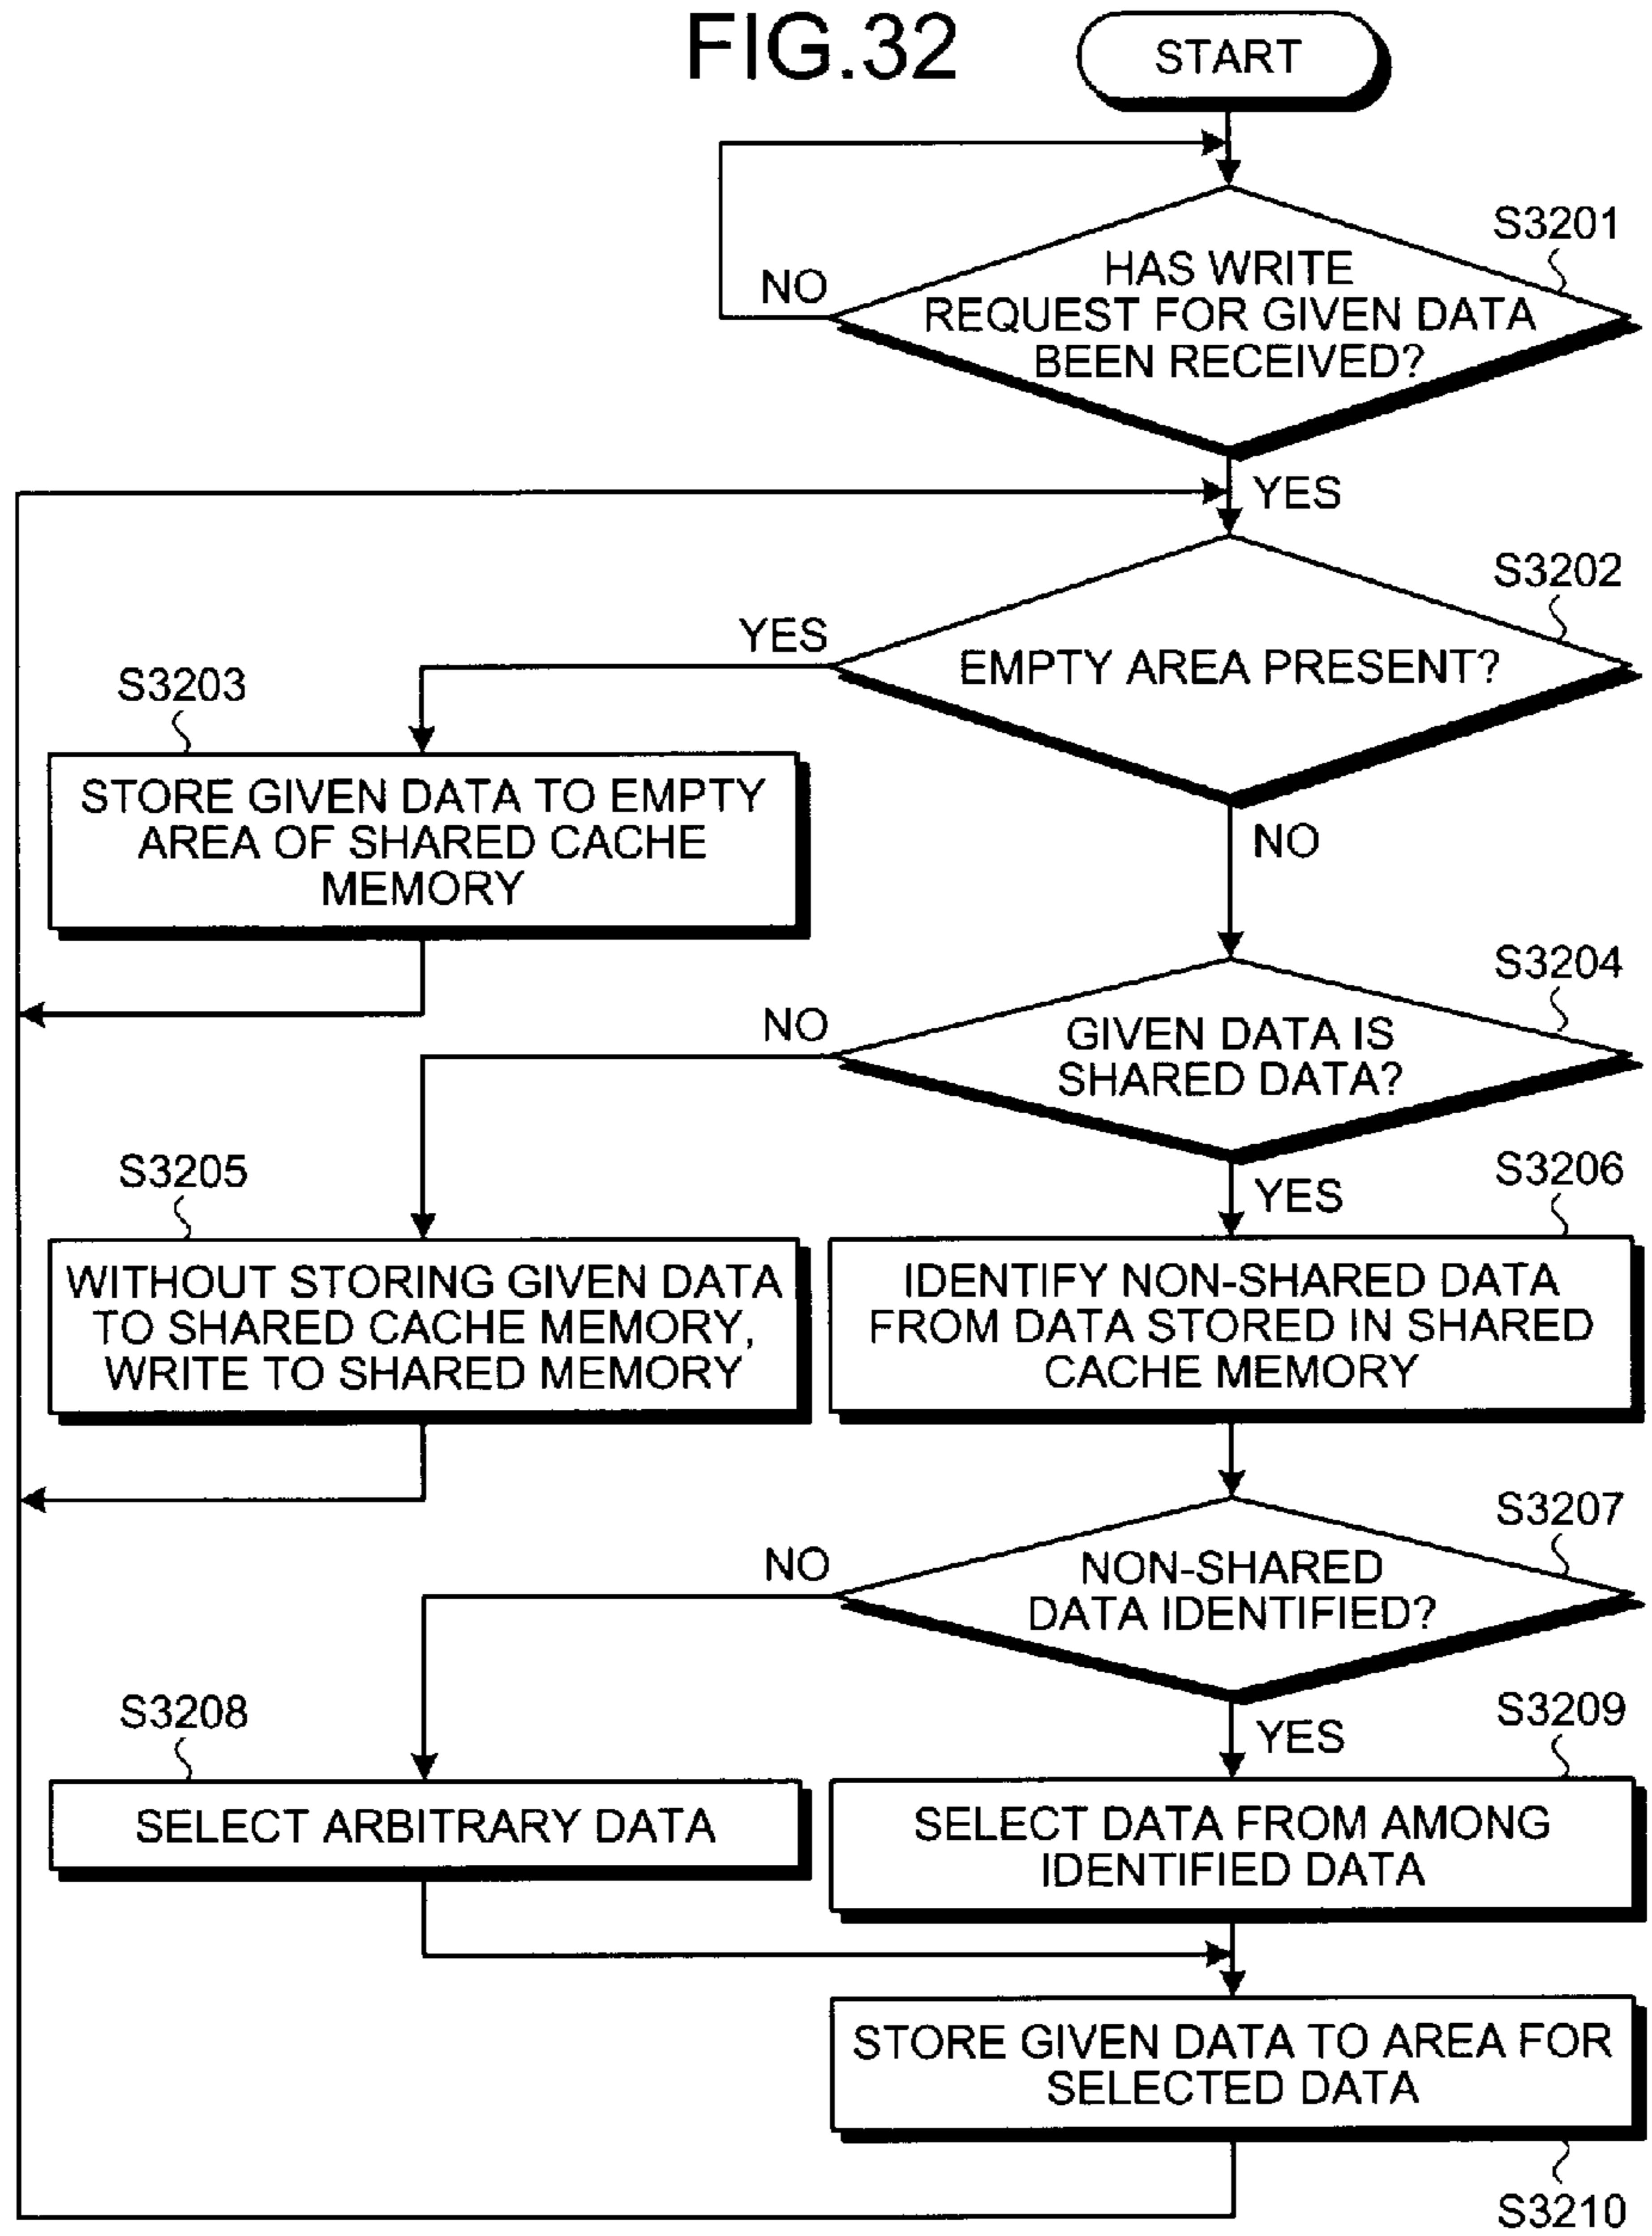 FIG.32
START
S3201
HAS WRITE
REQUEST FOR GIVEN DATA
BEEN RECEIVED?
NO
YES
S3202
EMPTY AREA PRESENT?
YES
NO
S3203
STORE GIVEN DATA TO EMPTY
AREA OF SHARED CACHE
MEMORY
S3204
GIVEN DATA IS
SHARED DATA?
NO
YES
S3205
WITHOUT STORING GIVEN DATA
TO SHARED CACHE MEMORY,
WRITE TO SHARED MEMORY
S3206
IDENTIFY NON-SHARED DATA
FROM DATA STORED IN SHARED
CACHE MEMORY
S3207
NON-SHARED
DATA IDENTIFIED?
NO
YES
S3208
SELECT ARBITRARY DATA
S3209
SELECT DATA FROM AMONG
IDENTIFIED DATA
STORE GIVEN DATA TO AREA FOR
SELECTED DATA
S3210